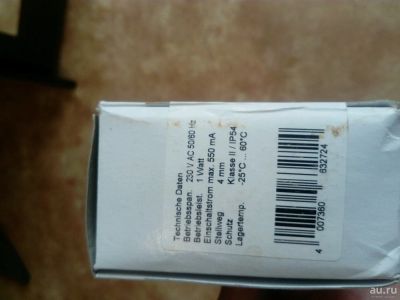 Technische Daten
Betriebsspan. 230 V AC 50/60 Hz
Betriebsleist. 1 Watt
Einschaltstrom max. 550 mA
Stellweg 4 mm
Schutz Klasse II / IP54
Lagertemp. -25°C ... 60°C
4 007360 632724
au.ru